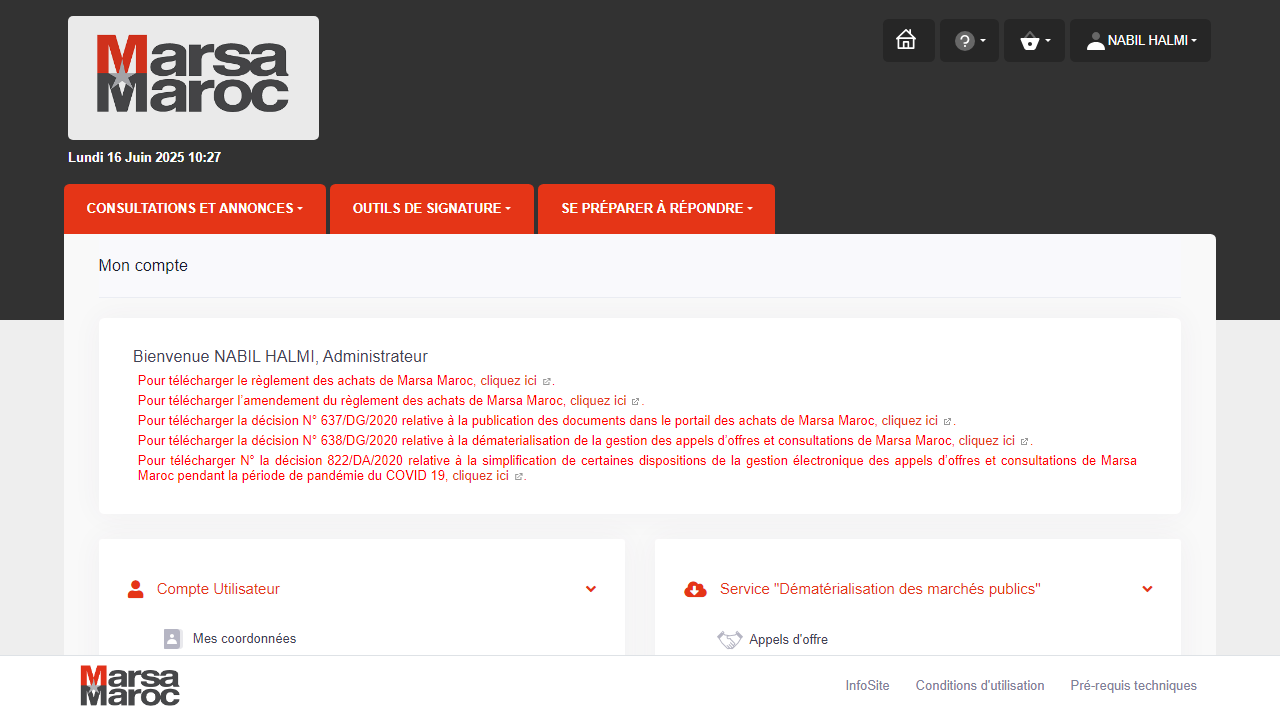 Marsa
Maroc
NABIL HALMI
Lundi 16 Juin 2025 10:27
CONSULTATIONS ET ANNONCES
OUTILS DE SIGNATURE
SE PRÉPARER À RÉPONDRE
Mon compte
Bienvenue NABIL HALMI, Administrateur
Pour télécharger le règlement des achats de Marsa Maroc, cliquez ici .
Pour télécharger l'amendement du règlement des achats de Marsa Maroc, cliquez ici .
Pour télécharger la décision N° 637/DG/2020 relative à la publication des documents dans le portail des achats de Marsa Maroc, cliquez ici .
Pour télécharger la décision N° 638/DG/2020 relative à la dématerialisation de la gestion des appels d'offres et consultations de Marsa Maroc, cliquez ici .
Pour télécharger N° la décision 822/DA/2020 relative à la simplification de certaines dispositions de la gestion électronique des appels d'offres et consultations de Marsa
Maroc pendant la période de pandémie du COVID 19, cliquez ici .
Compte Utilisateur
Service "Dématérialisation des marchés publics"
Mes coordonnées
Appels d'offre
Marsa
Maroc
InfoSite
Conditions d'utilisation
Pré-requis techniques